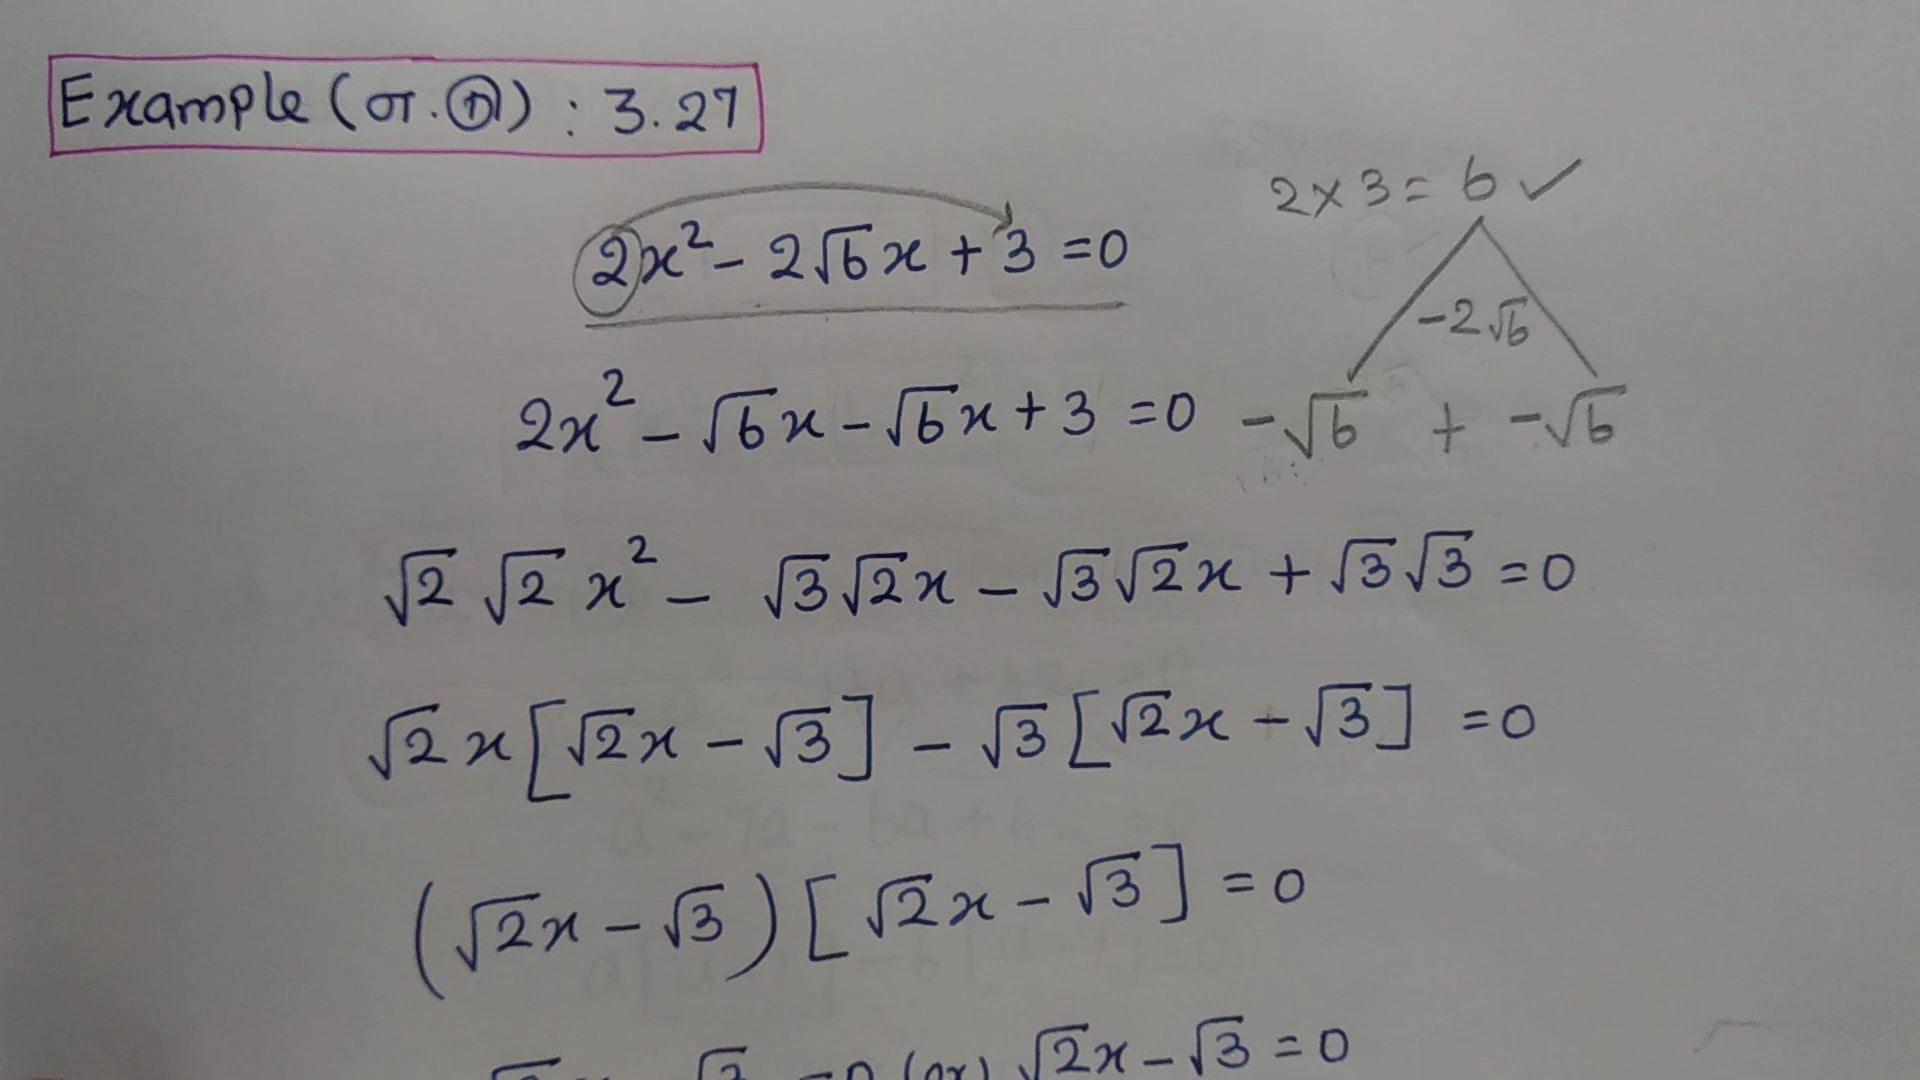 Example (எ.கா) : 3.27
2 × 3 = 6 ✓
2x² - 2√6x + 3 = 0
-2√6
2x² - √6x - √6x + 3 = 0
-√6 + -√6
√2 √2 x² - √3√2x - √3√2x + √3√3 = 0
√2x[√2x - √3] - √3[√2x - √3] = 0
(√2x - √3)[√2x - √3] = 0
= 0 (or) √2x - √3 = 0